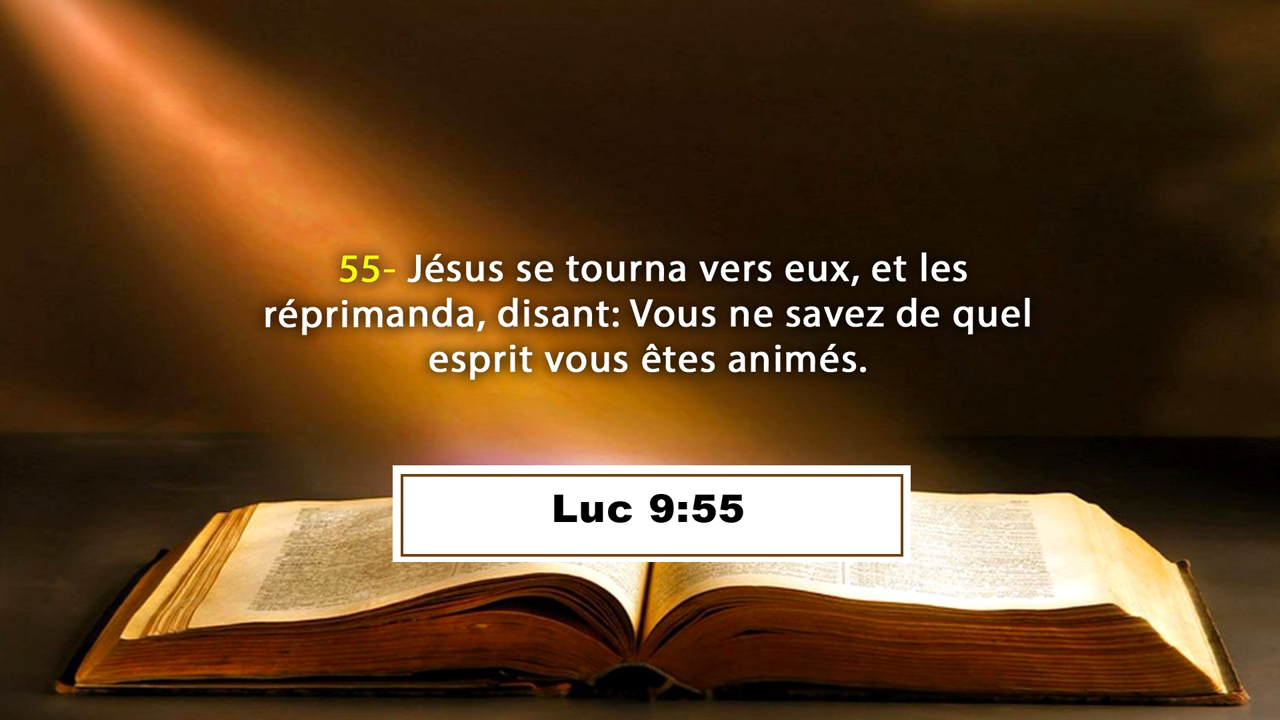 55- Jésus se tourna vers eux, et les
réprimanda, disant: Vous ne savez de quel
esprit vous êtes animés.
Luc 9:55